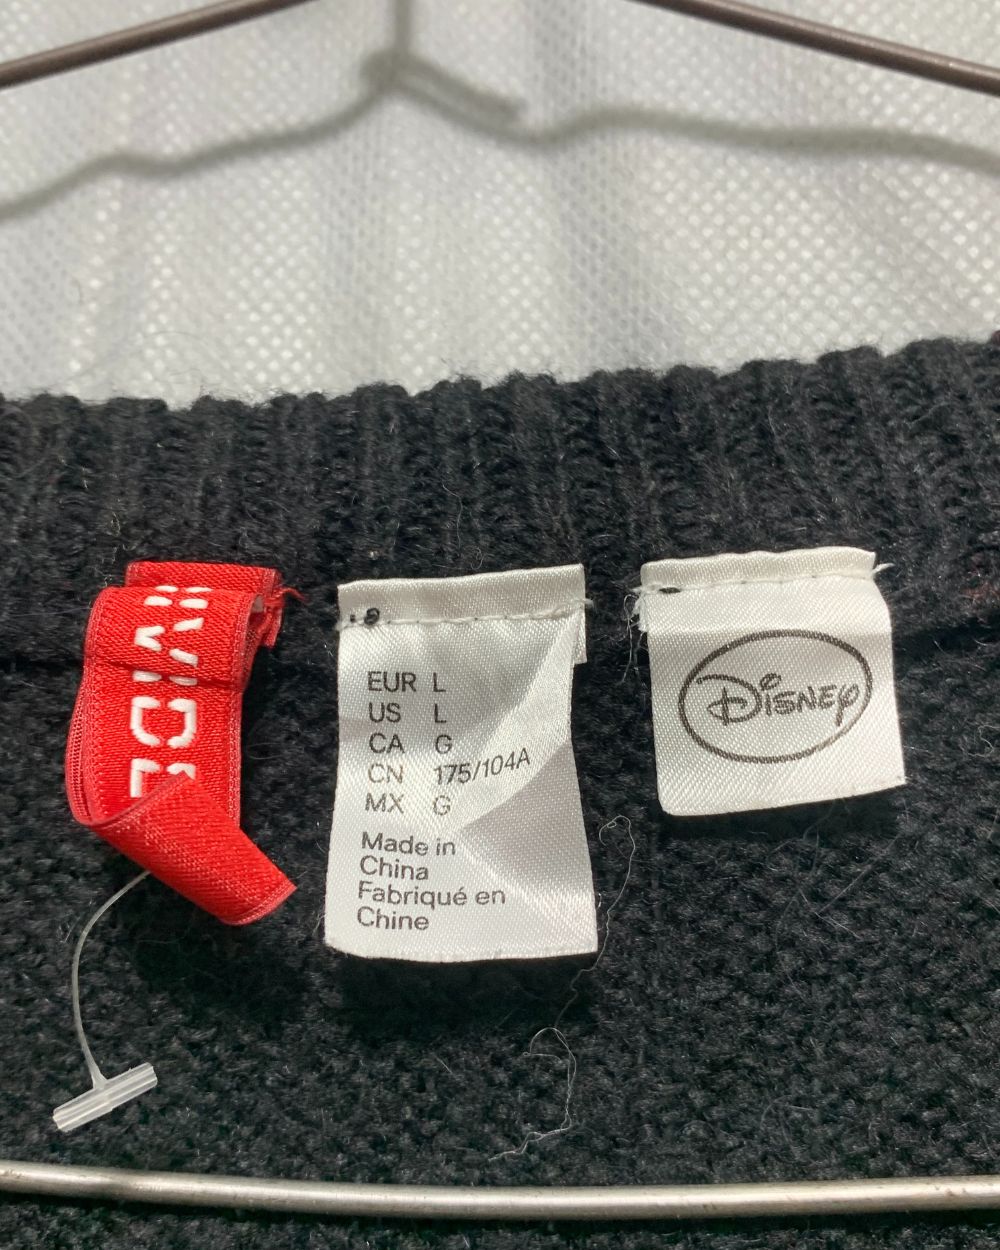 EUR L
US L
CA G
CN 175/104A
MX G
Made in
China
Fabriqué en
Chine
Disney